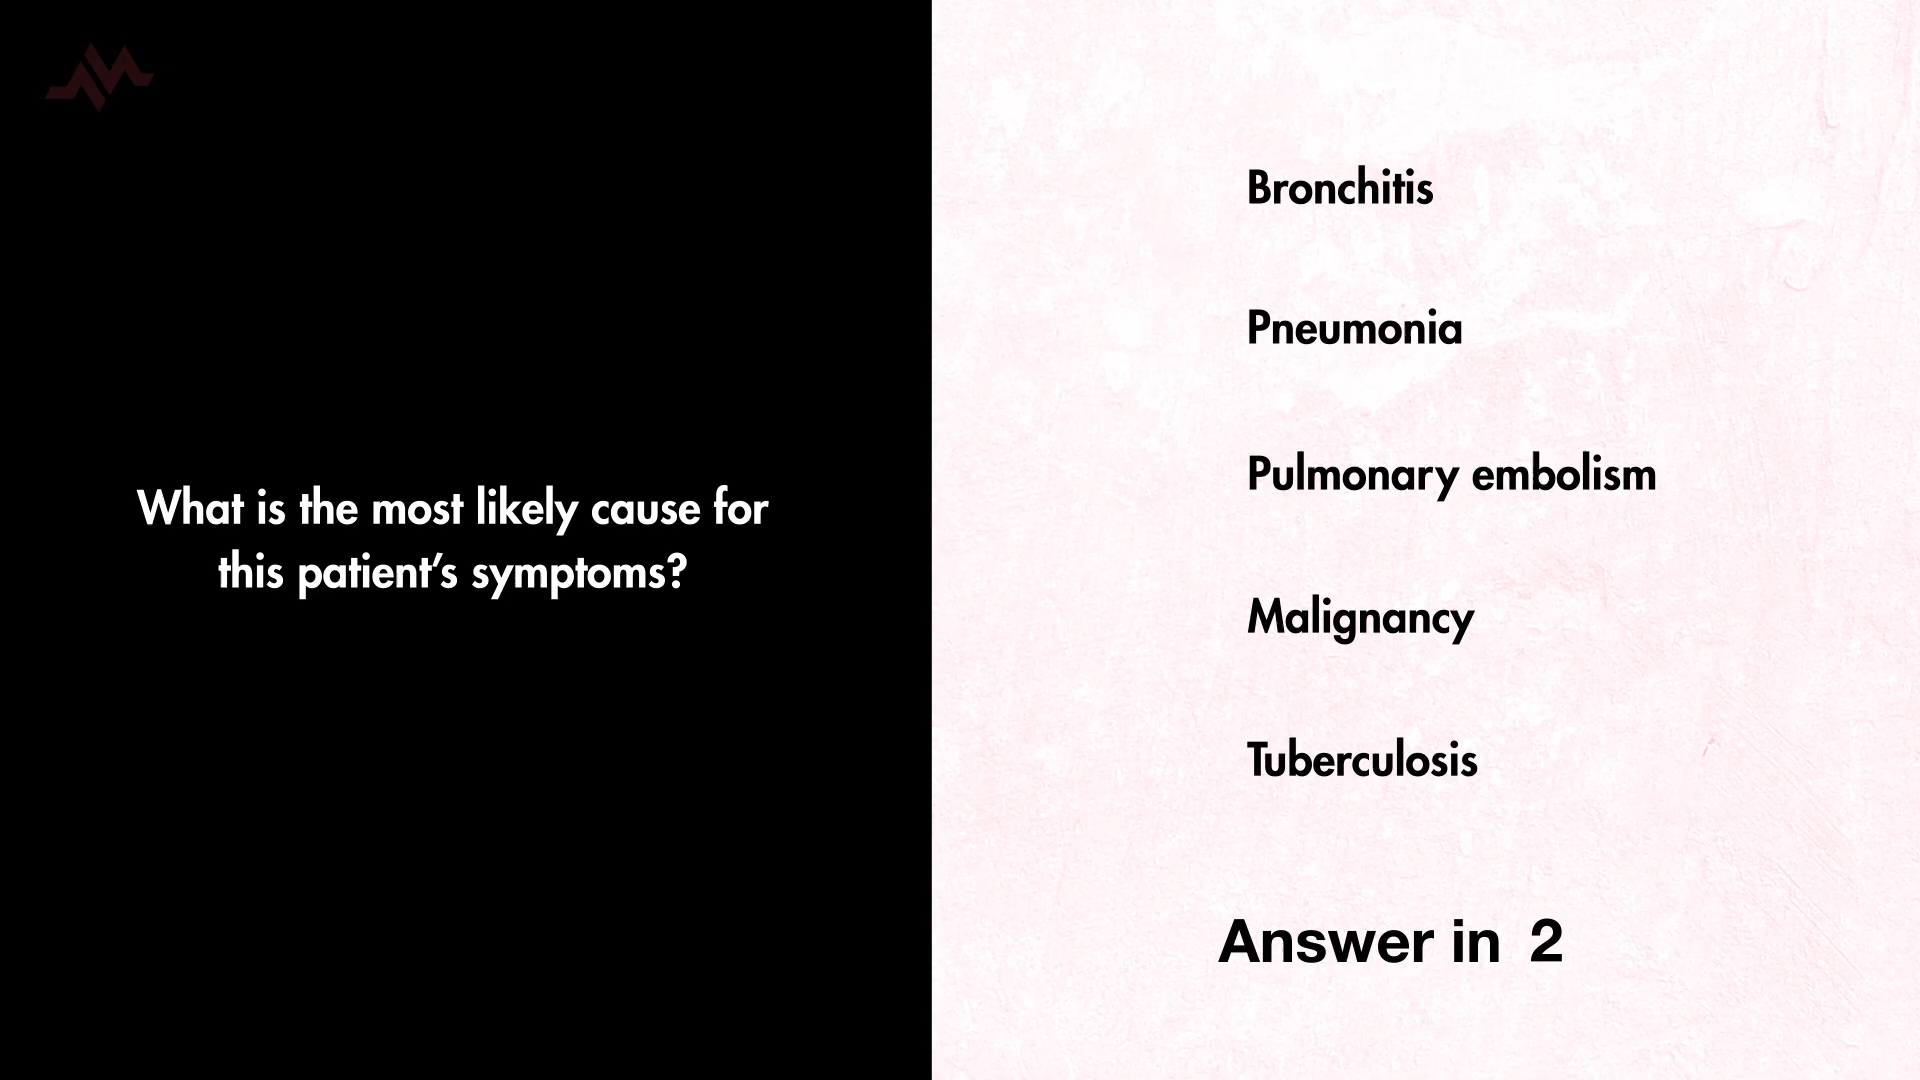 What is the most likely cause for
this patient’s symptoms?
Bronchitis
Pneumonia
Pulmonary embolism
Malignancy
Tuberculosis
Answer in 2